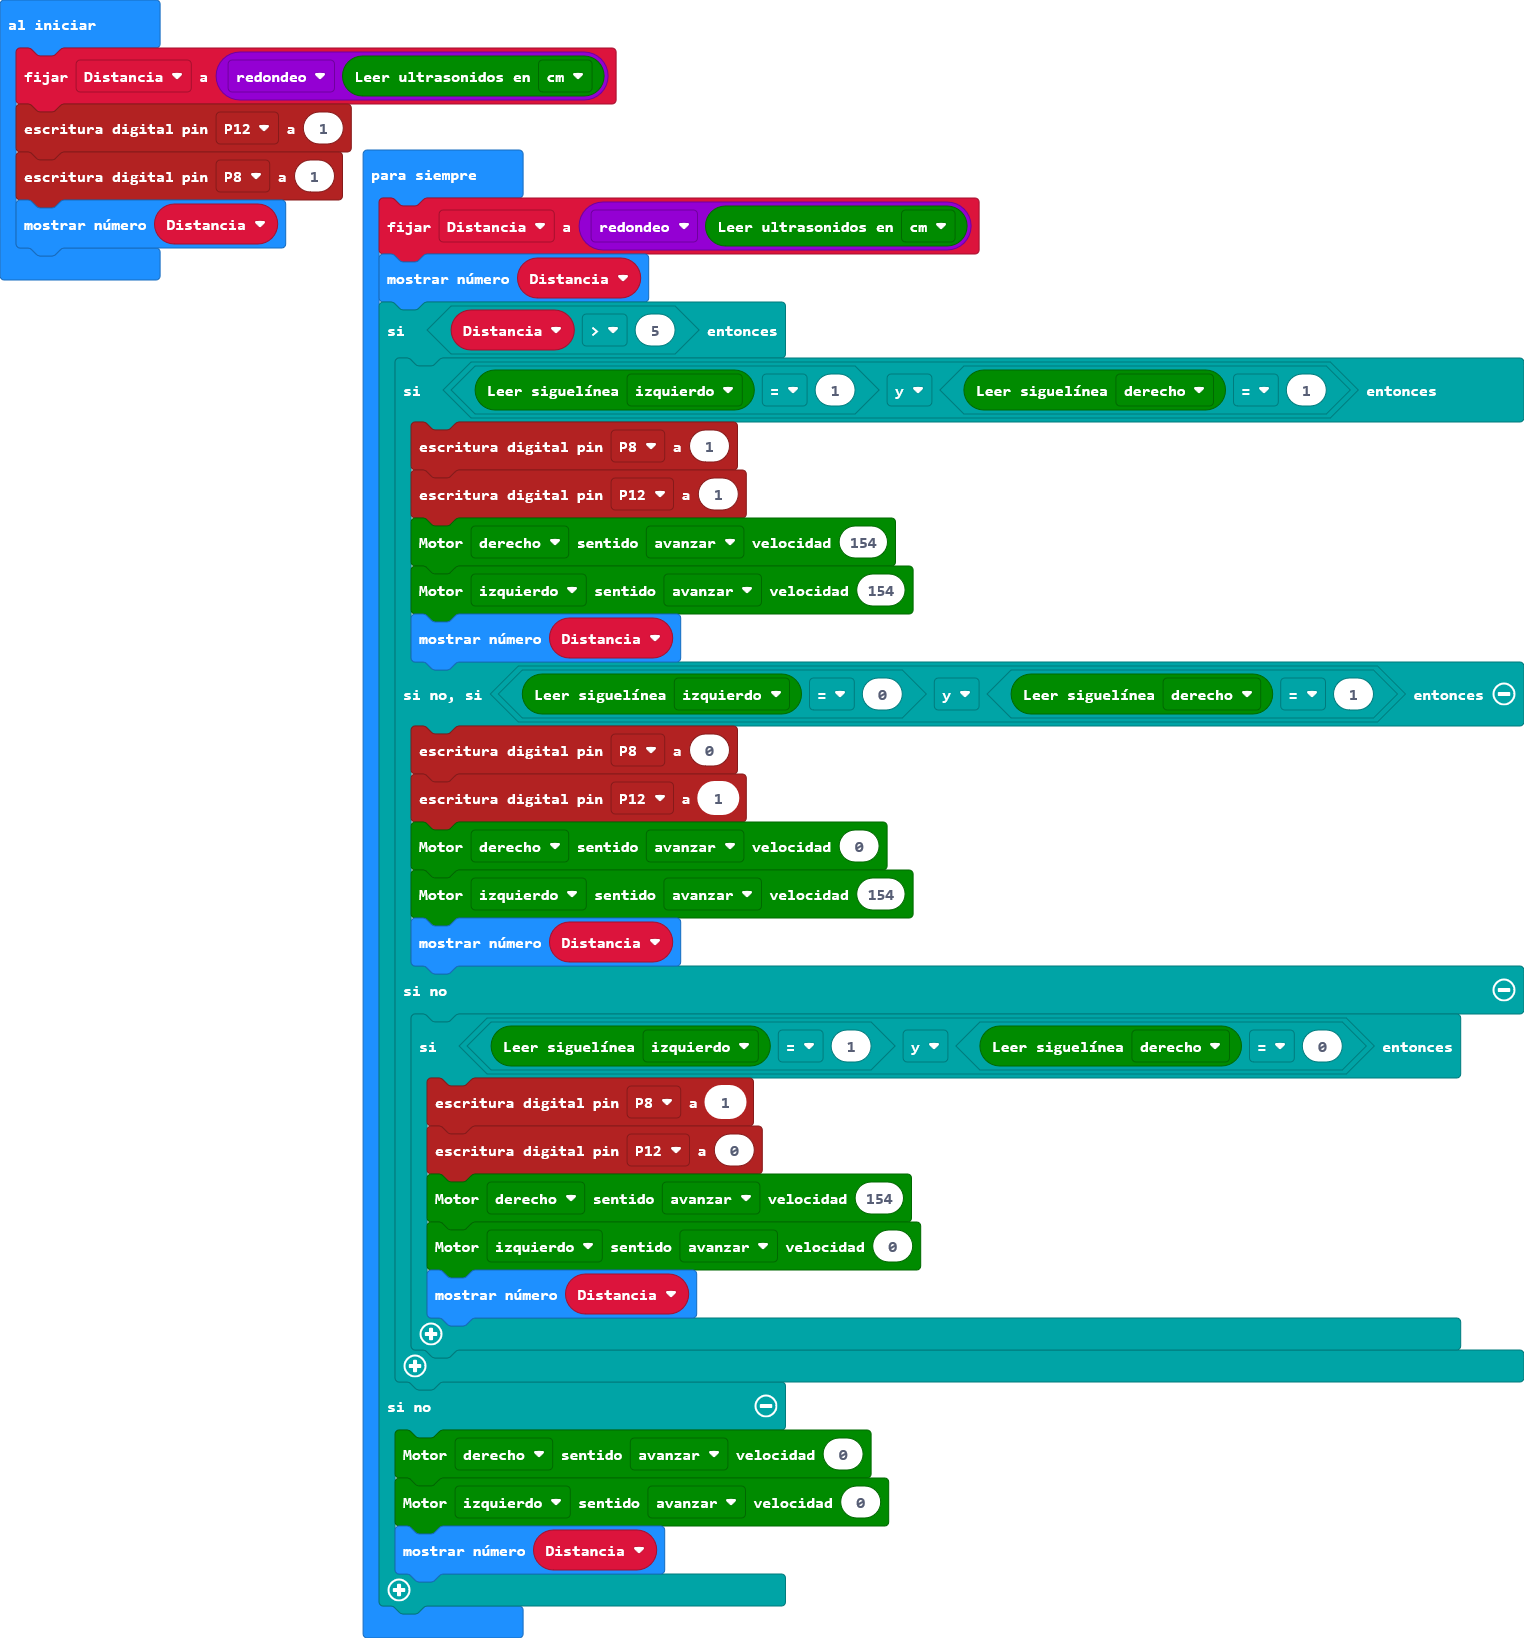 al iniciar
fijar Distancia a redondeo Leer ultrasonidos en cm
escritura digital pin P12 a 1
escritura digital pin P8 a 1
mostrar número Distancia
para siempre
fijar Distancia a redondeo Leer ultrasonidos en cm
mostrar número Distancia
si Distancia > 5 entonces
si Leer siguelínea izquierdo = 1 y Leer siguelínea derecho = 1 entonces
escritura digital pin P8 a 1
escritura digital pin P12 a 1
Motor derecho sentido avanzar velocidad 154
Motor izquierdo sentido avanzar velocidad 154
mostrar número Distancia
si no, si Leer siguelínea izquierdo = 0 y Leer siguelínea derecho = 1 entonces
escritura digital pin P8 a 0
escritura digital pin P12 a 1
Motor derecho sentido avanzar velocidad 0
Motor izquierdo sentido avanzar velocidad 154
mostrar número Distancia
si no
si Leer siguelínea izquierdo = 1 y Leer siguelínea derecho = 0 entonces
escritura digital pin P8 a 1
escritura digital pin P12 a 0
Motor derecho sentido avanzar velocidad 154
Motor izquierdo sentido avanzar velocidad 0
mostrar número Distancia
si no
Motor derecho sentido avanzar velocidad 0
Motor izquierdo sentido avanzar velocidad 0
mostrar número Distancia